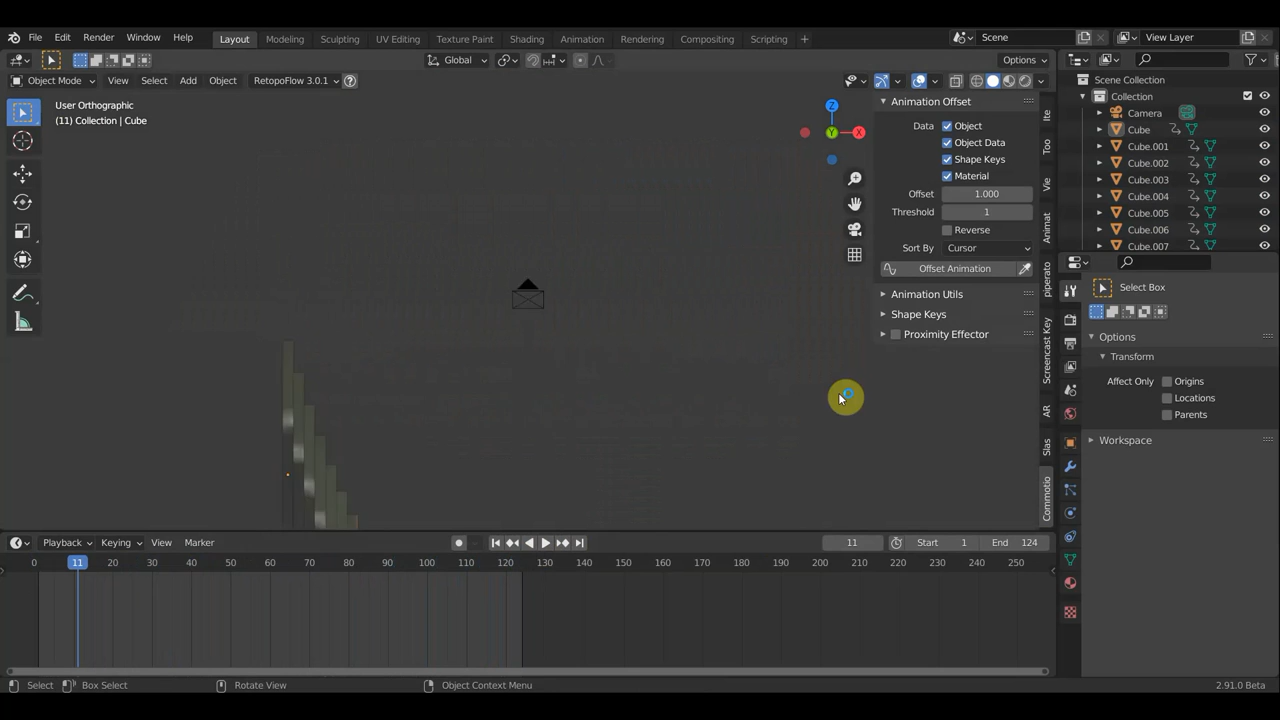 File Edit Render Window Help
Layout Modeling Sculpting UV Editing Texture Paint Shading Animation Rendering Compositing Scripting +
Scene
View Layer
Global
Options
Object Mode View Select Add Object RetopoFlow 3.0.1
User Orthographic
(11) Collection | Cube
Z
Y
X
Animation Offset
Data Object
Object Data
Shape Keys
Material
Offset 1.000
Threshold 1
Reverse
Sort By Cursor
Offset Animation
Animation Utils
Shape Keys
Proximity Effector
Ite
Too
Vie
Animat
piperato
Screencast Key
AR
Slas
Commotio
Scene Collection
Collection
Camera
Cube
Cube.001
Cube.002
Cube.003
Cube.004
Cube.005
Cube.006
Cube.007
Select Box
Options
Transform
Affect Only Origins
Locations
Parents
Workspace
Playback Keying View Marker
11 Start 1 End 124
0 11 20 30 40 50 60 70 80 90 100 110 120 130 140 150 160 170 180 190 200 210 220 230 240 250
Select Box Select Rotate View Object Context Menu 2.91.0 Beta